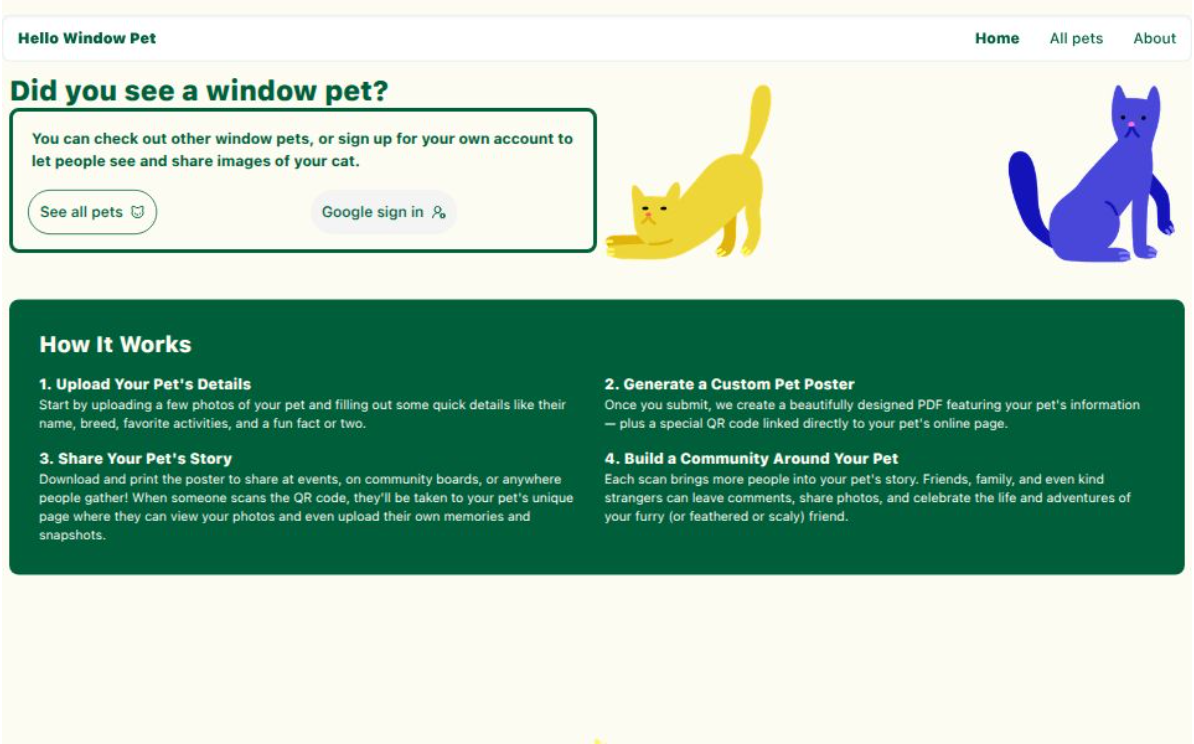 Hello Window Pet
Home
All pets
About
Did you see a window pet?
You can check out other window pets, or sign up for your own account to
let people see and share images of your cat.
See all pets
Google sign in
How It Works
1. Upload Your Pet's Details
Start by uploading a few photos of your pet and filling out some quick details like their
name, breed, favorite activities, and a fun fact or two.
2. Generate a Custom Pet Poster
Once you submit, we create a beautifully designed PDF featuring your pet's information
— plus a special QR code linked directly to your pet's online page.
3. Share Your Pet's Story
Download and print the poster to share at events, on community boards, or anywhere
people gather! When someone scans the QR code, they'll be taken to your pet's unique
page where they can view your photos and even upload their own memories and
snapshots.
4. Build a Community Around Your Pet
Each scan brings more people into your pet's story. Friends, family, and even kind
strangers can leave comments, share photos, and celebrate the life and adventures of
your furry (or feathered or scaly) friend.